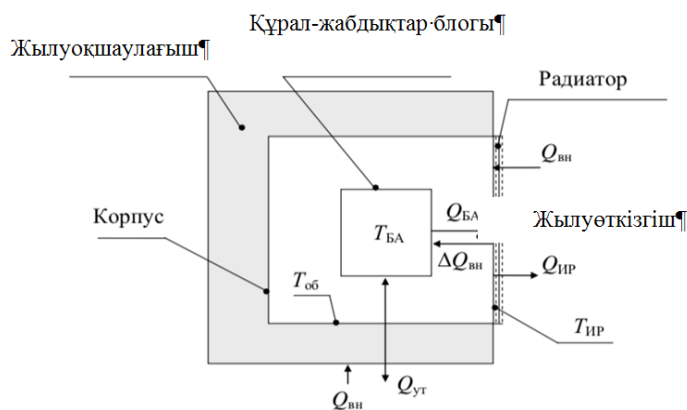 Құрал-жабдықтар·блогы¶
Жылуоқшаулағыш¶
Радиатор
Qвн
Корпус
QБА
Жылуөткізгіш¶
TБА
ΔQвн
QИР
Tоб
TИР
Qвн
Qут